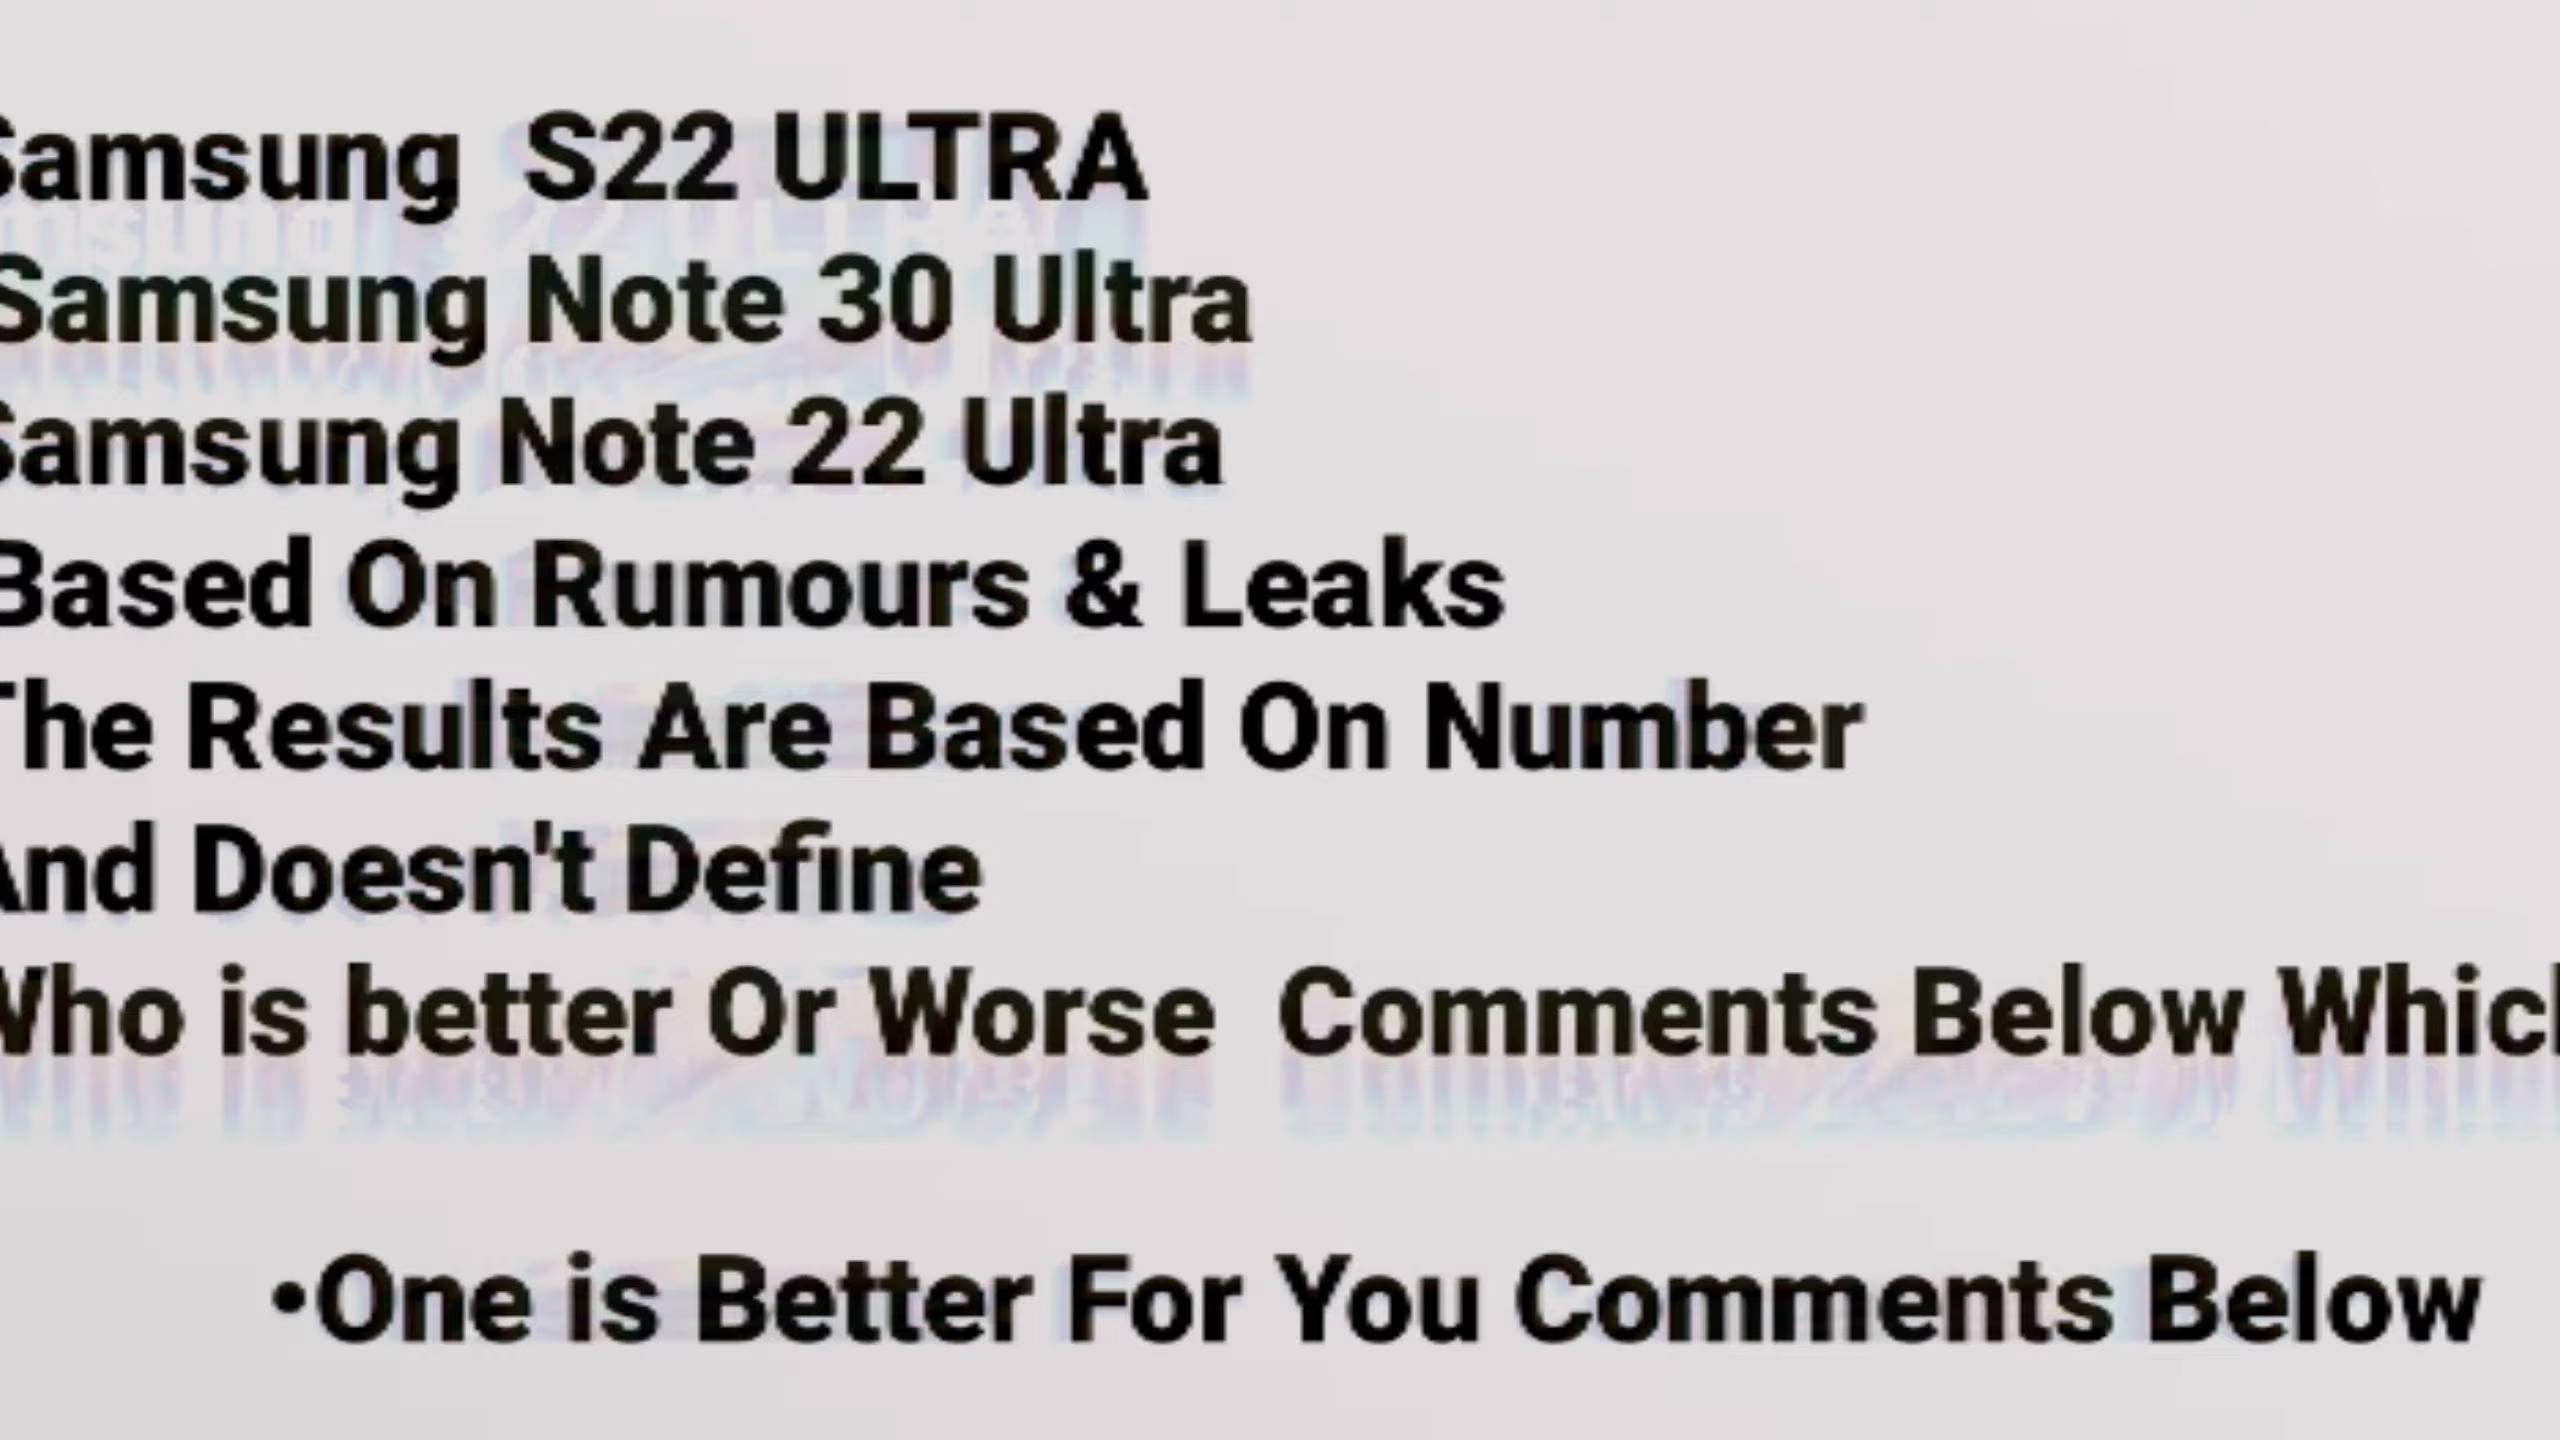 Samsung S22 ULTRA
Samsung Note 30 Ultra
Samsung Note 22 Ultra
Based On Rumours & Leaks
The Results Are Based On Number
And Doesn't Define
Who is better Or Worse Comments Below Which
•One is Better For You Comments Below